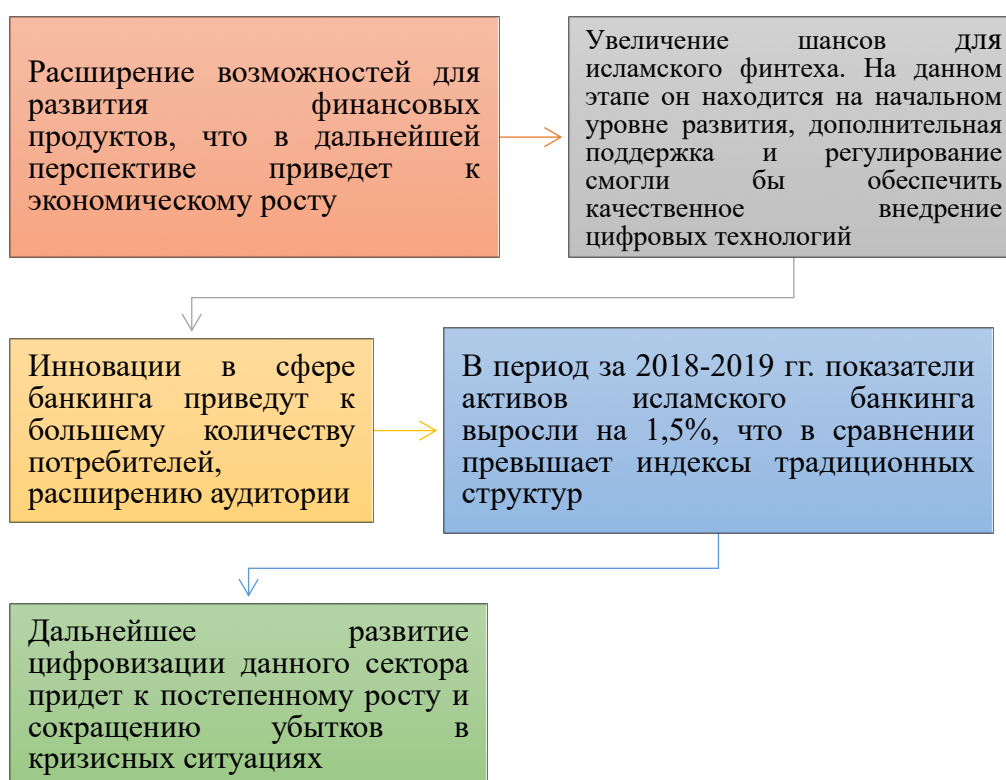 Расширение возможностей для
развития финансовых
продуктов, что в дальнейшей
перспективе приведет к
экономическому росту
Увеличение шансов для
исламского финтеха. На данном
этапе он находится на начальном
уровне развития, дополнительная
поддержка и регулирование
смогли бы обеспечить
качественное внедрение
цифровых технологий
Инновации в сфере
банкинга приведут к
большему количеству
потребителей,
расширению аудитории
В период за 2018-2019 гг. показатели
активов исламского банкинга
выросли на 1,5%, что в сравнении
превышает индексы традиционных
структур
Дальнейшее развитие
цифровизации данного сектора
придет к постепенному росту и
сокращению убытков в
кризисных ситуациях